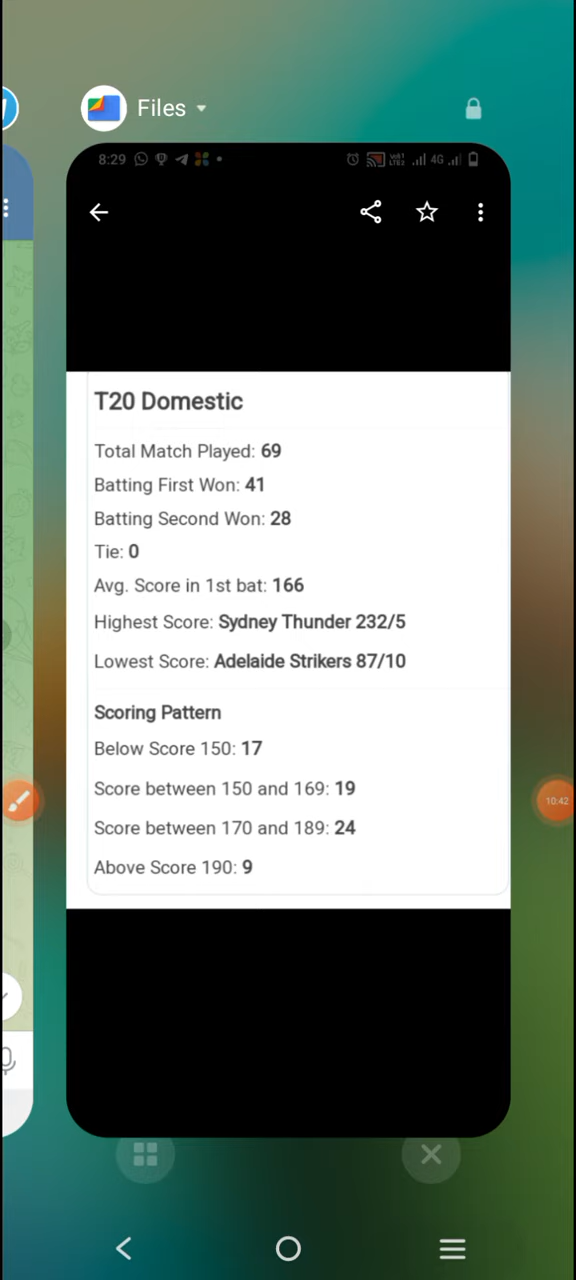 Files
8:29
4G
T20 Domestic
Total Match Played: 69
Batting First Won: 41
Batting Second Won: 28
Tie: 0
Avg. Score in 1st bat: 166
Highest Score: Sydney Thunder 232/5
Lowest Score: Adelaide Strikers 87/10
Scoring Pattern
Below Score 150: 17
Score between 150 and 169: 19
10:42
Score between 170 and 189: 24
Above Score 190: 9